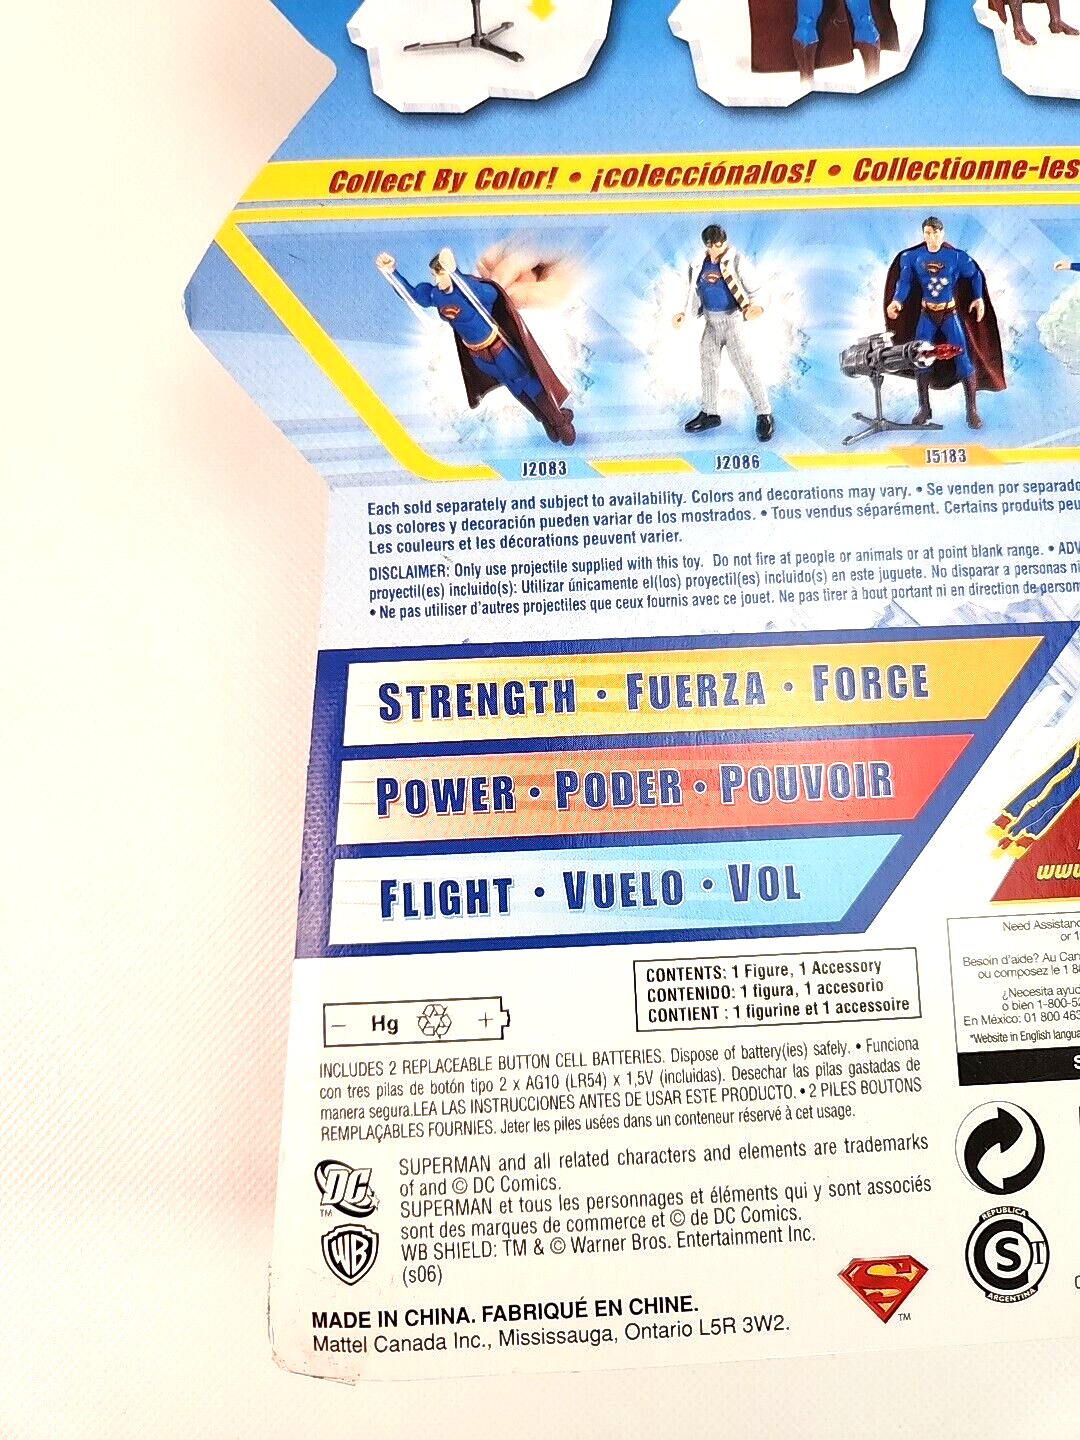 Collect By Color! • ¡colecciónalos! • Collectionne-les
J2083
J2086
J5183
Each sold separately and subject to availability. Colors and decorations may vary. • Se venden por separado
Los colores y decoración pueden variar de los mostrados. • Tous vendus séparément. Certains produits peu
Les couleurs et les décorations peuvent varier.
DISCLAIMER: Only use projectile supplied with this toy. Do not fire at people or animals or at point blank range. • ADV
proyectil(es) incluido(s): Utilizar únicamente el(los) proyectil(es) incluido(s) en este juguete. No disparar a personas ni
• Ne pas utiliser d'autres projectiles que ceux fournis avec ce jouet. Ne pas tirer à bout portant ni en direction de person
STRENGTH • FUERZA • FORCE
POWER • PODER • POUVOIR
FLIGHT • VUELO • VOL
www
CONTENTS: 1 Figure, 1 Accessory
CONTENIDO: 1 figura, 1 accesorio
CONTIENT : 1 figurine et 1 accessoire
Need Assistanc
or 1
Besoin d'aide? Au Can
ou composez le 1 8
¿Necesita ayud
o bien 1-800-52
En México: 01 800 463
*Website in English langua
S
– Hg +
INCLUDES 2 REPLACEABLE BUTTON CELL BATTERIES. Dispose of battery(ies) safely. • Funciona
con tres pilas de botón tipo 2 x AG10 (LR54) x 1,5V (incluidas). Desechar las pilas gastadas de
manera segura.LEA LAS INSTRUCCIONES ANTES DE USAR ESTE PRODUCTO. • 2 PILES BOUTONS
REMPLAÇABLES FOURNIES. Jeter les piles usées dans un conteneur réservé à cet usage.
DC
TM
WB
SUPERMAN and all related characters and elements are trademarks
of and © DC Comics.
SUPERMAN et tous les personnages et éléments qui y sont associés
sont des marques de commerce et © de DC Comics.
WB SHIELD: TM & © Warner Bros. Entertainment Inc.
(s06)
S
TM
REPUBLICA
S T
ARGENTINA
MADE IN CHINA. FABRIQUÉ EN CHINE.
Mattel Canada Inc., Mississauga, Ontario L5R 3W2.